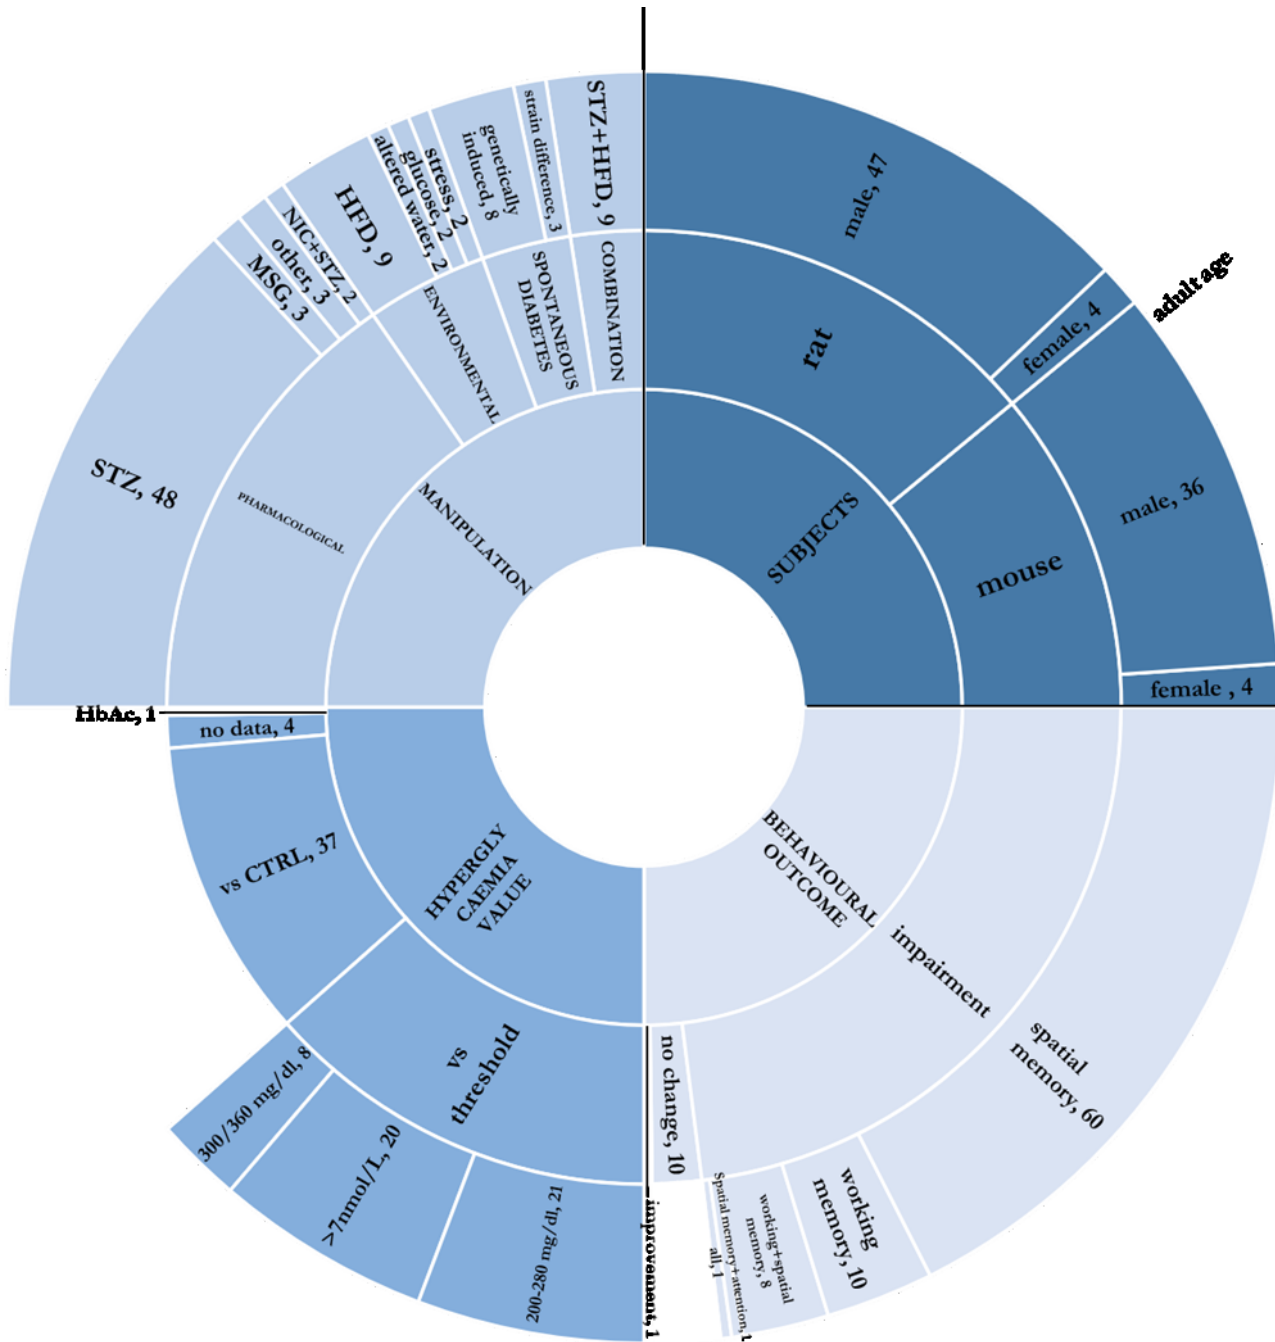 STZ+HFD, 9
strain difference, 3
genetically
induced, 8
stress, 2
glucose, 2
altered water, 2
HFD, 9
NIC+STZ, 2
other, 3
MSG, 3
STZ, 48
COMBINATION
SPONTANEOUS
DIABETES
ENVIRONMENTAL
PHARMACOLOGICAL
MANIPULATION
male, 47
female, 4
adult age
rat
male, 36
mouse
female , 4
SUBJECTS
HbAc, 1
no data, 4
vs CTRL, 37
HYPERGLY
CAEMIA
VALUE
vs
threshold
300/360 mg/dl, 8
>7nmol/L, 20
200-280 mg/dl, 21
BEHAVIOURAL
OUTCOME
impairment
spatial
memory, 60
working
memory, 10
working+spatial
memory, 8
Spatial memory+attention, 1
all, 1
no change, 10
improvement, 1